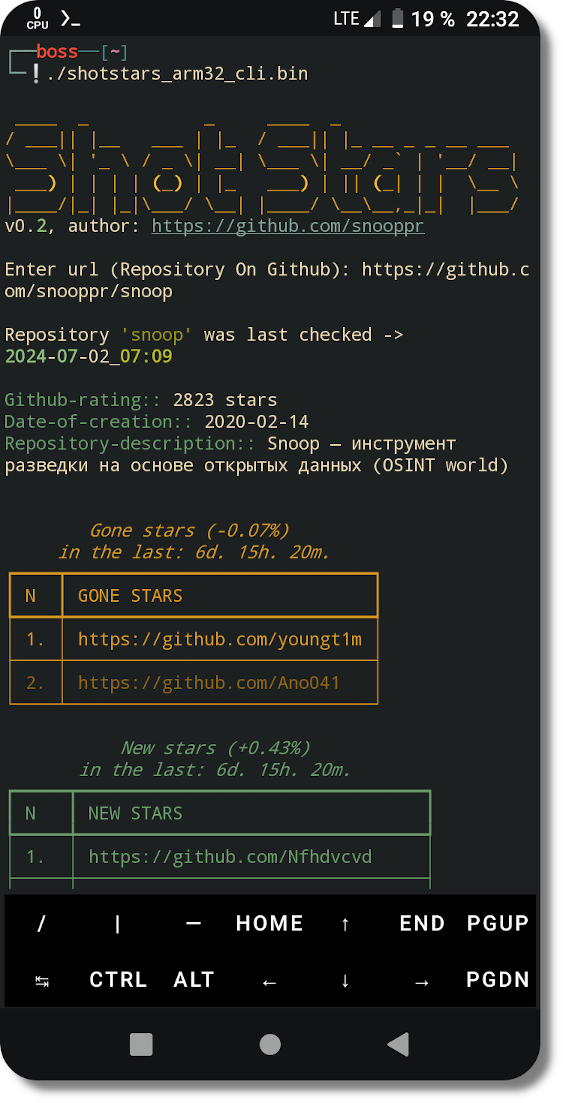 0
CPU LTE 19 % 22:32
boss [~]
! ./shotstars_arm32_cli.bin
Shot Stars
v0.2, author: https://github.com/snooppr
Enter url (Repository On Github): https://github.c
om/snooppr/snoop
Repository 'snoop' was last checked ->
2024-07-02_07:09
Github-rating:: 2823 stars
Date-of-creation:: 2020-02-14
Repository-description:: Snoop — инструмент
разведки на основе открытых данных (OSINT world)
Gone stars (-0.07%)
in the last: 6d. 15h. 20m.
N GONE STARS
1. https://github.com/youngt1m
2. https://github.com/Ano041
New stars (+0.43%)
in the last: 6d. 15h. 20m.
N NEW STARS
1. https://github.com/Nfhdvcvd
/ | — HOME ↑ END PGUP
↹ CTRL ALT ← ↓ → PGDN